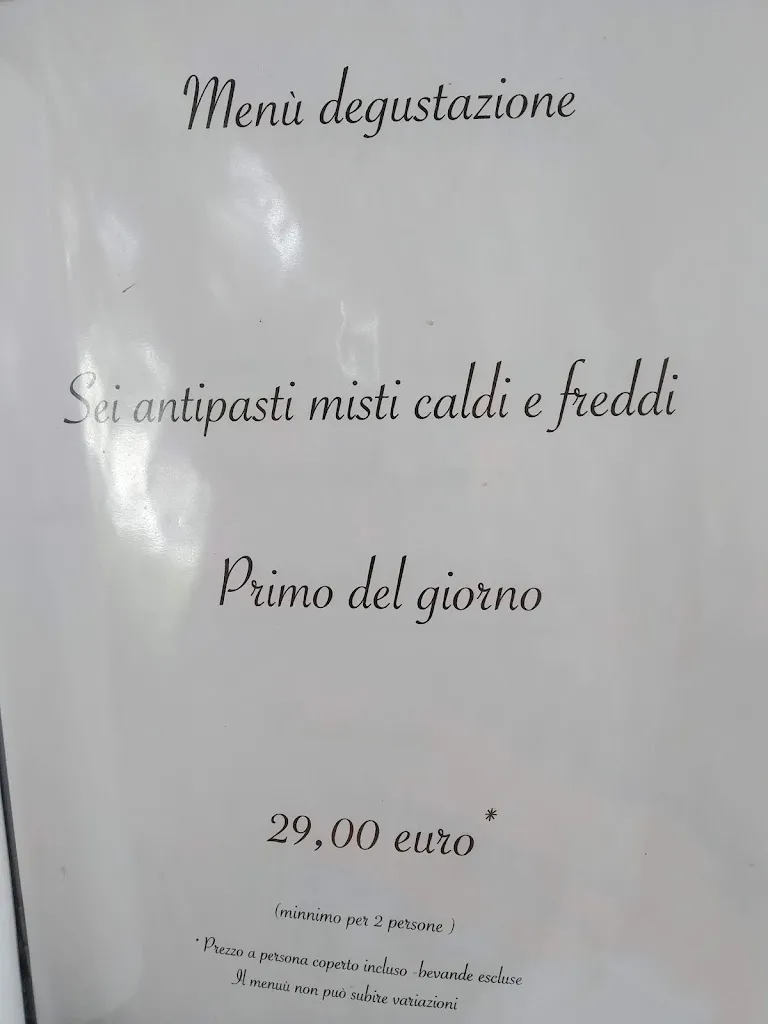 Menù degustazione
Sei antipasti misti caldi e freddi
Primo del giorno
29,00 euro *
(minnimo per 2 persone )
* Prezzo a persona coperto incluso -bevande escluse
Il menuù non può subire variazioni